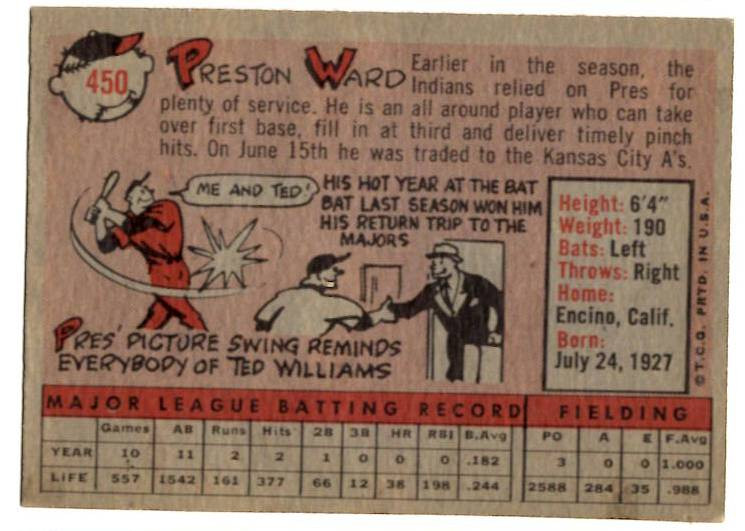 450
PRESTON WARD
Earlier in the season, the
Indians relied on Pres for
plenty of service. He is an all around player who can take
over first base, fill in at third and deliver timely pinch
hits. On June 15th he was traded to the Kansas City A's.
ME AND TED!
HIS HOT YEAR AT THE BAT
BAT LAST SEASON WON HIM
HIS RETURN TRIP TO THE
MAJORS
PRES' PICTURE SWING REMINDS
EVERYBODY OF TED WILLIAMS
Height: 6'4"
Weight: 190
Bats: Left
Throws: Right
Home:
Encino, Calif.
Born:
July 24, 1927
© T.C.G. PRTD. IN U.S.A.
MAJOR LEAGUE BATTING RECORD FIELDING
Games AB Runs Hits 2B 3B HR RBI B.Avg PO A E F.Avg
YEAR 10 11 2 2 1 0 0 0 .182 3 0 0 1.000
LIFE 557 1542 161 377 66 12 38 198 .244 2588 284 35 .988